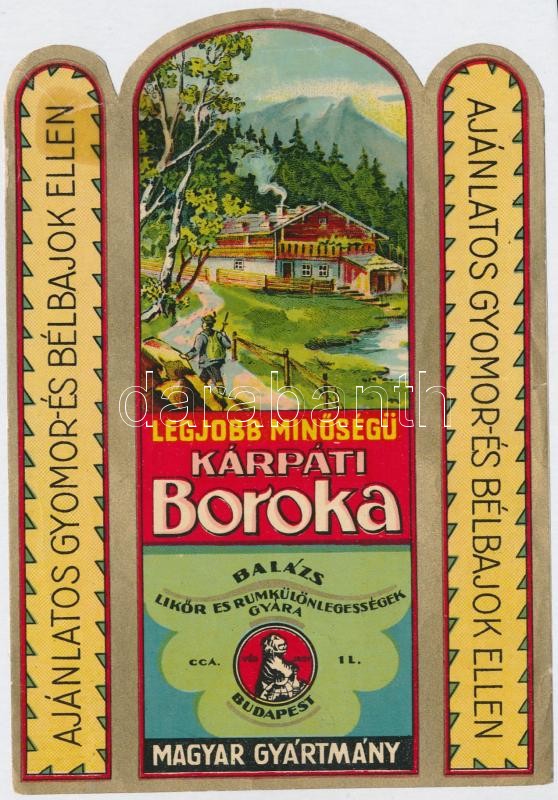 AJÁNLATOS GYOMOR-ÉS BÉLBAJOK ELLEN
LEGJOBB MINŐSÉGŰ
KÁRPÁTI
Boroka
BALÁZS
LIKŐR ES RUMKÜLÖNLEGESSÉGEK
GYÁRA
CCA. 1 L.
BUDAPEST
MAGYAR GYÁRTMÁNY
AJÁNLATOS GYOMOR-ÉS BÉLBAJOK ELLEN
darabanth